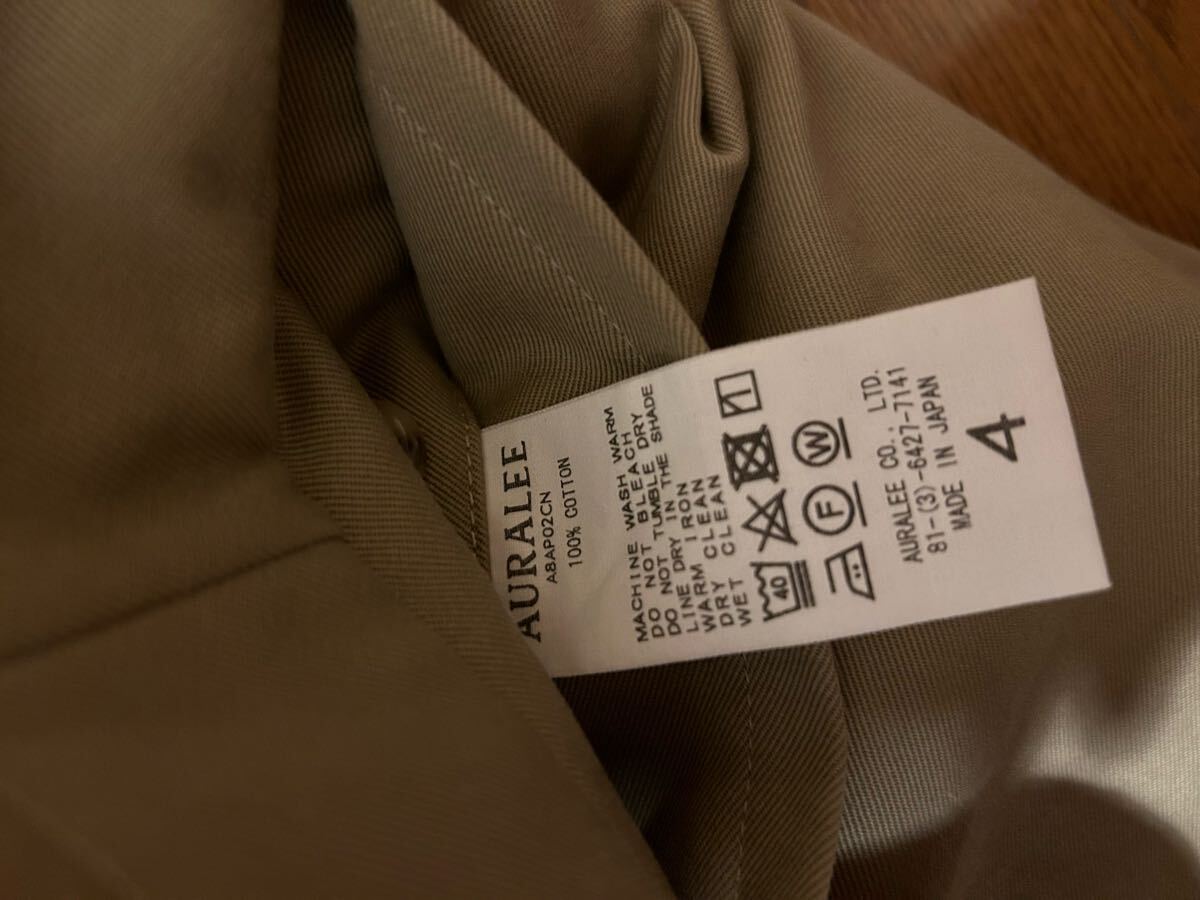 AURALEE
A8AP02CN
100% COTTON
MACHINE WASH WARM
DO NOT BLEACH
DO NOT TUMBLE DRY
LINE DRY IN THE SHADE
WARM IRON
DRY CLEAN
WET CLEAN
40
F
W
AURALEE CO., LTD.
81-(3)-6427-7141
MADE IN JAPAN
4